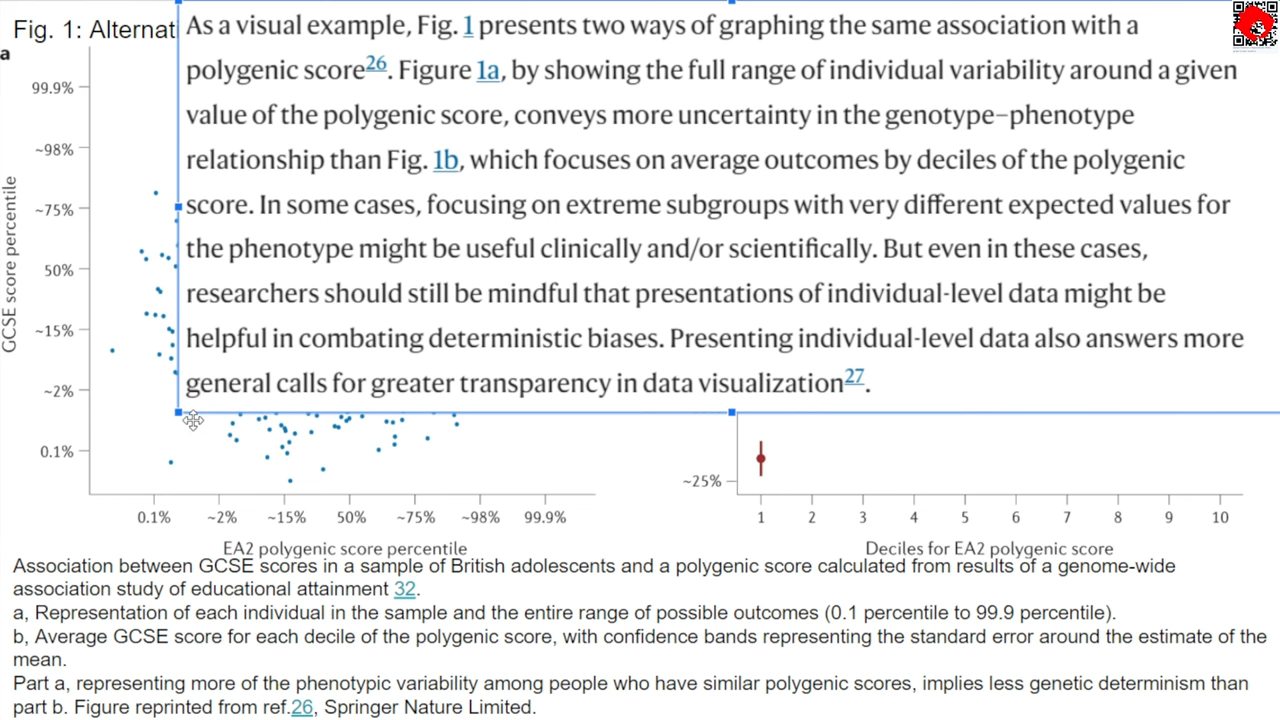 Fig. 1: Alternat
a
As a visual example, Fig. 1 presents two ways of graphing the same association with a
polygenic score26. Figure 1a, by showing the full range of individual variability around a given
value of the polygenic score, conveys more uncertainty in the genotype–phenotype
relationship than Fig. 1b, which focuses on average outcomes by deciles of the polygenic
score. In some cases, focusing on extreme subgroups with very different expected values for
the phenotype might be useful clinically and/or scientifically. But even in these cases,
researchers should still be mindful that presentations of individual-level data might be
helpful in combating deterministic biases. Presenting individual-level data also answers more
general calls for greater transparency in data visualization27.
GCSE score percentile
99.9%
~98%
~75%
50%
~15%
~2%
0.1%
0.1% ~2% ~15% 50% ~75% ~98% 99.9%
EA2 polygenic score percentile
~25%
1 2 3 4 5 6 7 8 9 10
Deciles for EA2 polygenic score
Association between GCSE scores in a sample of British adolescents and a polygenic score calculated from results of a genome-wide
association study of educational attainment 32.
a, Representation of each individual in the sample and the entire range of possible outcomes (0.1 percentile to 99.9 percentile).
b, Average GCSE score for each decile of the polygenic score, with confidence bands representing the standard error around the estimate of the
mean.
Part a, representing more of the phenotypic variability among people who have similar polygenic scores, implies less genetic determinism than
part b. Figure reprinted from ref.26, Springer Nature Limited.